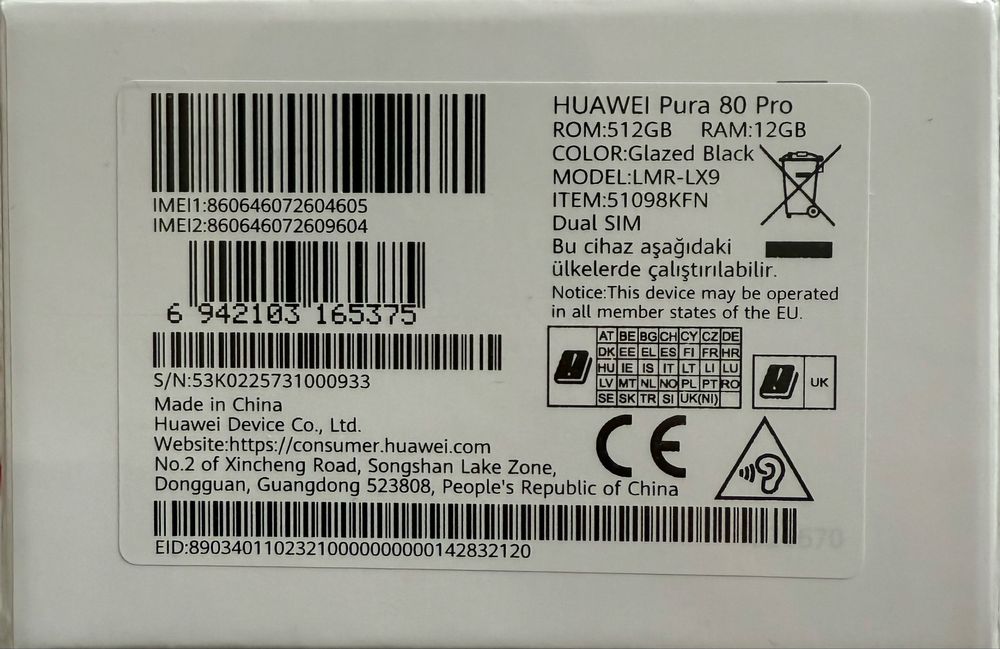 IMEI1:860646072604605
IMEI2:860646072609604
6 942103 165375
S/N:53K0225731000933
Made in China
Huawei Device Co., Ltd.
Website:https://consumer.huawei.com
No.2 of Xincheng Road, Songshan Lake Zone,
Dongguan, Guangdong 523808, People's Republic of China
EID:89034011023210000000000142832120
HUAWEI Pura 80 Pro
ROM:512GB RAM:12GB
COLOR:Glazed Black
MODEL:LMR-LX9
ITEM:51098KFN
Dual SIM
Bu cihaz aşağıdaki
ülkelerde çalıştırılabilir.
Notice:This device may be operated
in all member states of the EU.
AT BE BG CH CY CZ DE
DK EE EL ES FI FR HR
HU IE IS IT LT LI LU
LV MT NL NO PL PT RO
SE SK TR SI UK(NI)
UK
CE